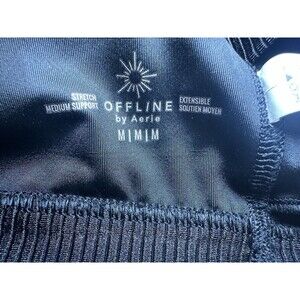 STRETCH
MEDIUM SUPPORT
OFFLINE
by Aerie
EXTENSIBLE
SOUTIEN MOYEN
M|M|M